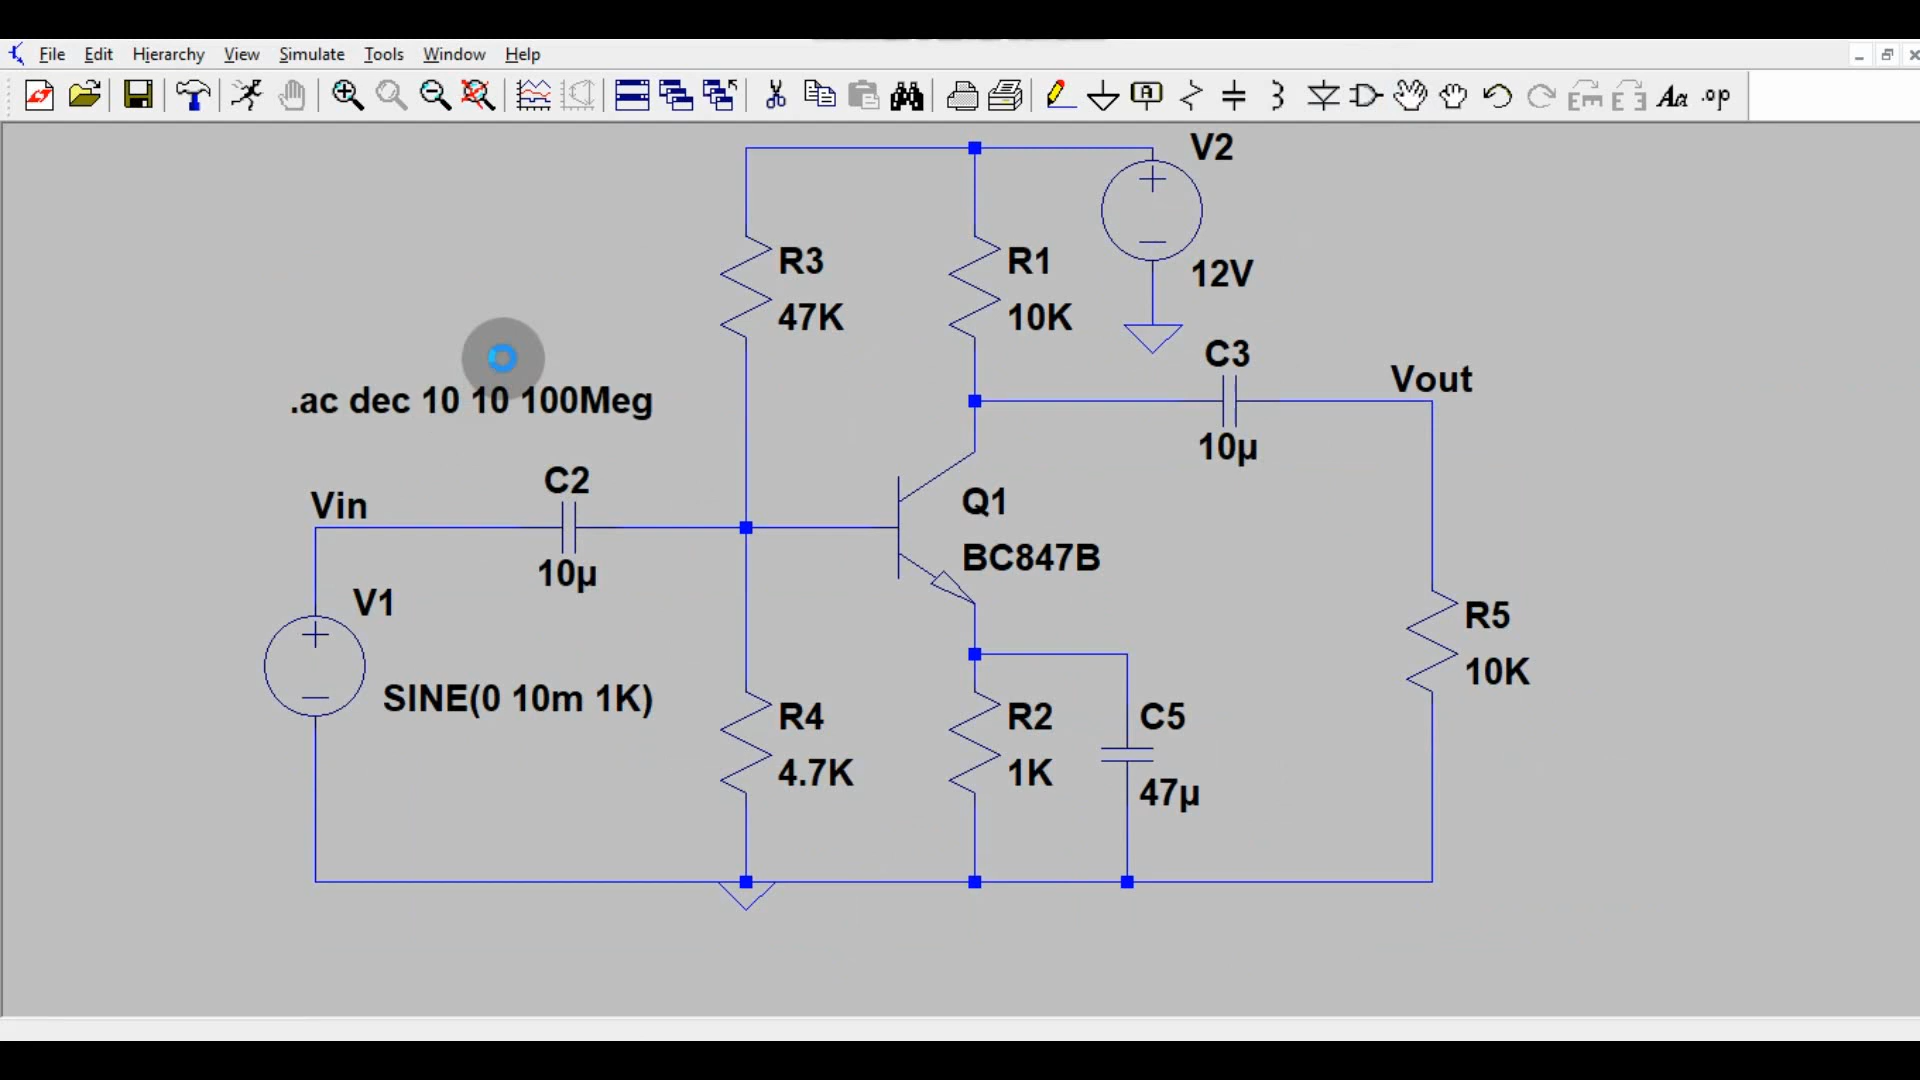 File Edit Hierarchy View Simulate Tools Window Help
A Aa .op
V2
12V
R3
47K
R1
10K
C3
10µ
Vout
.ac dec 10 10 100Meg
C2
10µ
Vin
Q1
BC847B
V1
SINE(0 10m 1K)
R5
10K
R4
4.7K
R2
1K
C5
47µ